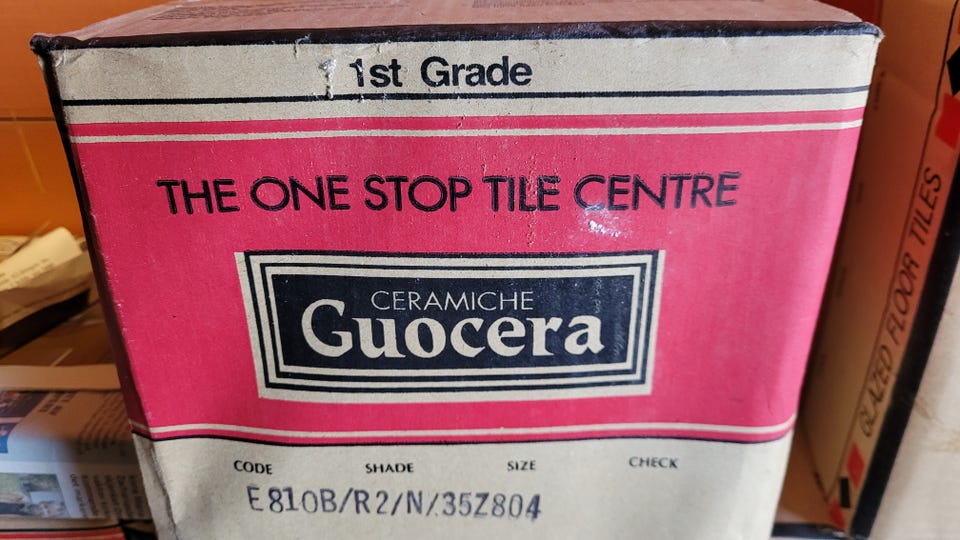 1st Grade
THE ONE STOP TILE CENTRE
CERAMICHE
Guocera
CODE SHADE SIZE CHECK
E810B/R2/N/35Z804
GLAZED FLOOR TILES